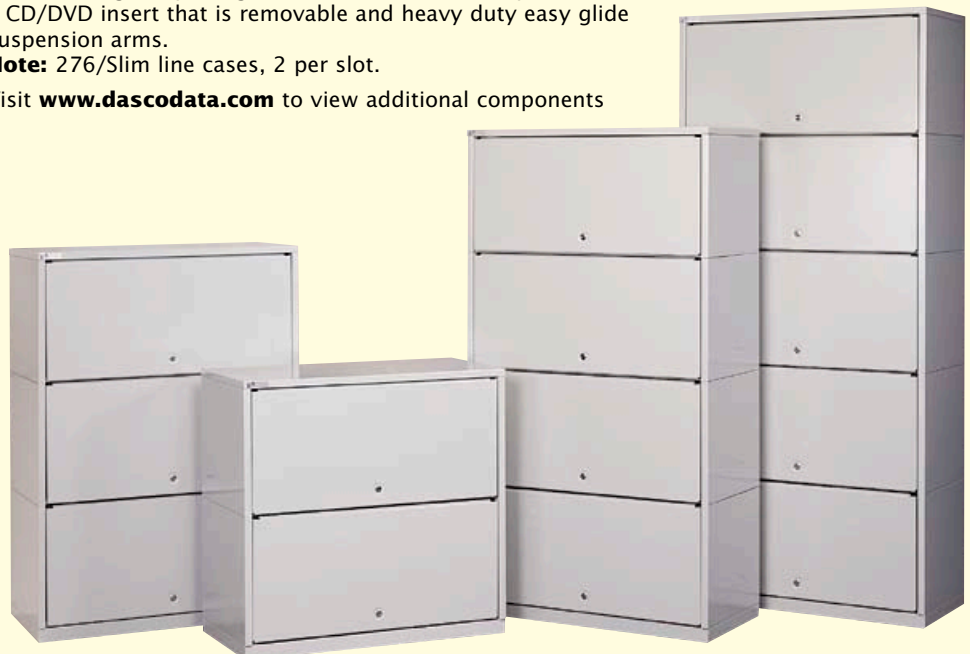 CD/DVD insert that is removable and heavy duty easy glide
uspension arms.
ote: 276/Slim line cases, 2 per slot.
isit www.dascodata.com to view additional components